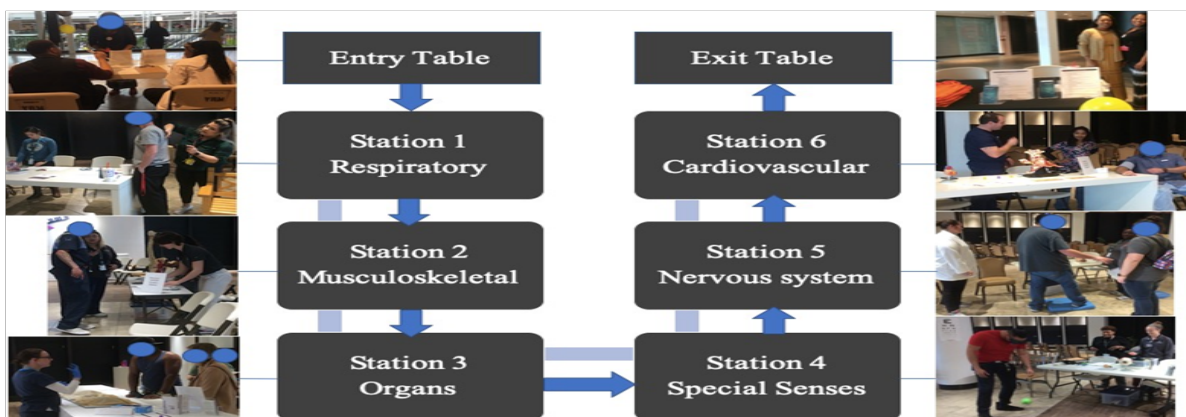 Entry Table
Station 1
Respiratory
Station 2
Musculoskeletal
Station 3
Organs
Station 4
Special Senses
Station 5
Nervous system
Station 6
Cardiovascular
Exit Table